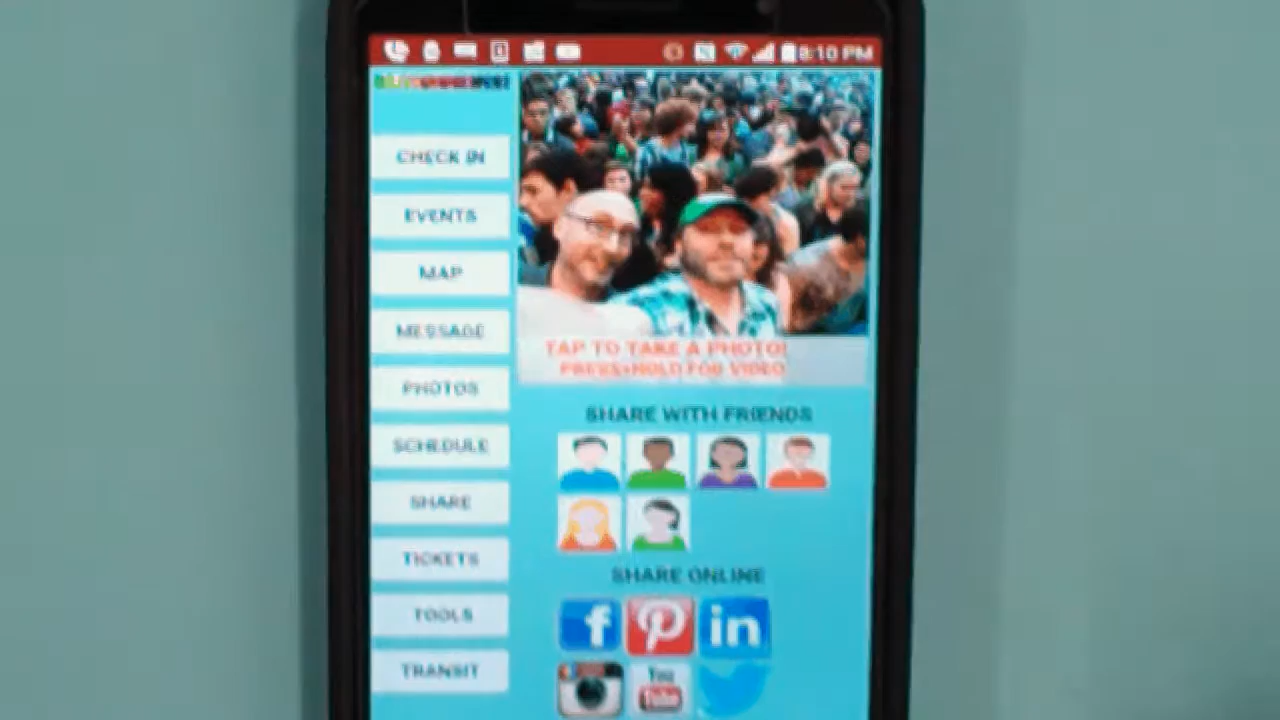 8:10 PM
CHECK IN
EVENTS
MAP
MESSAGE
PHOTOS
SCHEDULE
SHARE
TICKETS
TOOLS
TRANSIT
TAP TO TAKE A PHOTO!
PRESS+HOLD FOR VIDEO
SHARE WITH FRIENDS
SHARE ONLINE
f
in
You
Tube